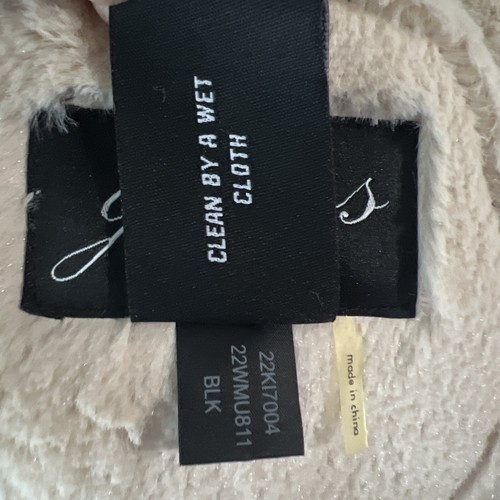 CLEAN BY A WET
CLOTH
22KI7004
22WMU811
BLK
made in china